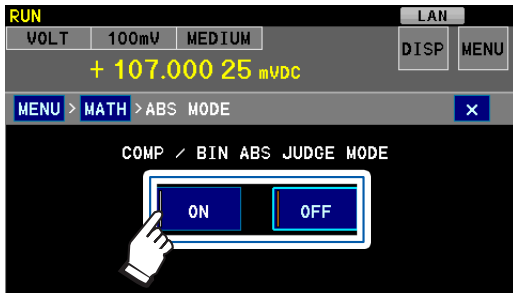 RUN LAN
VOLT 100mV MEDIUM
DISP MENU
+ 107.000 25 mVDC
MENU > MATH > ABS MODE ×
COMP / BIN ABS JUDGE MODE
ON OFF